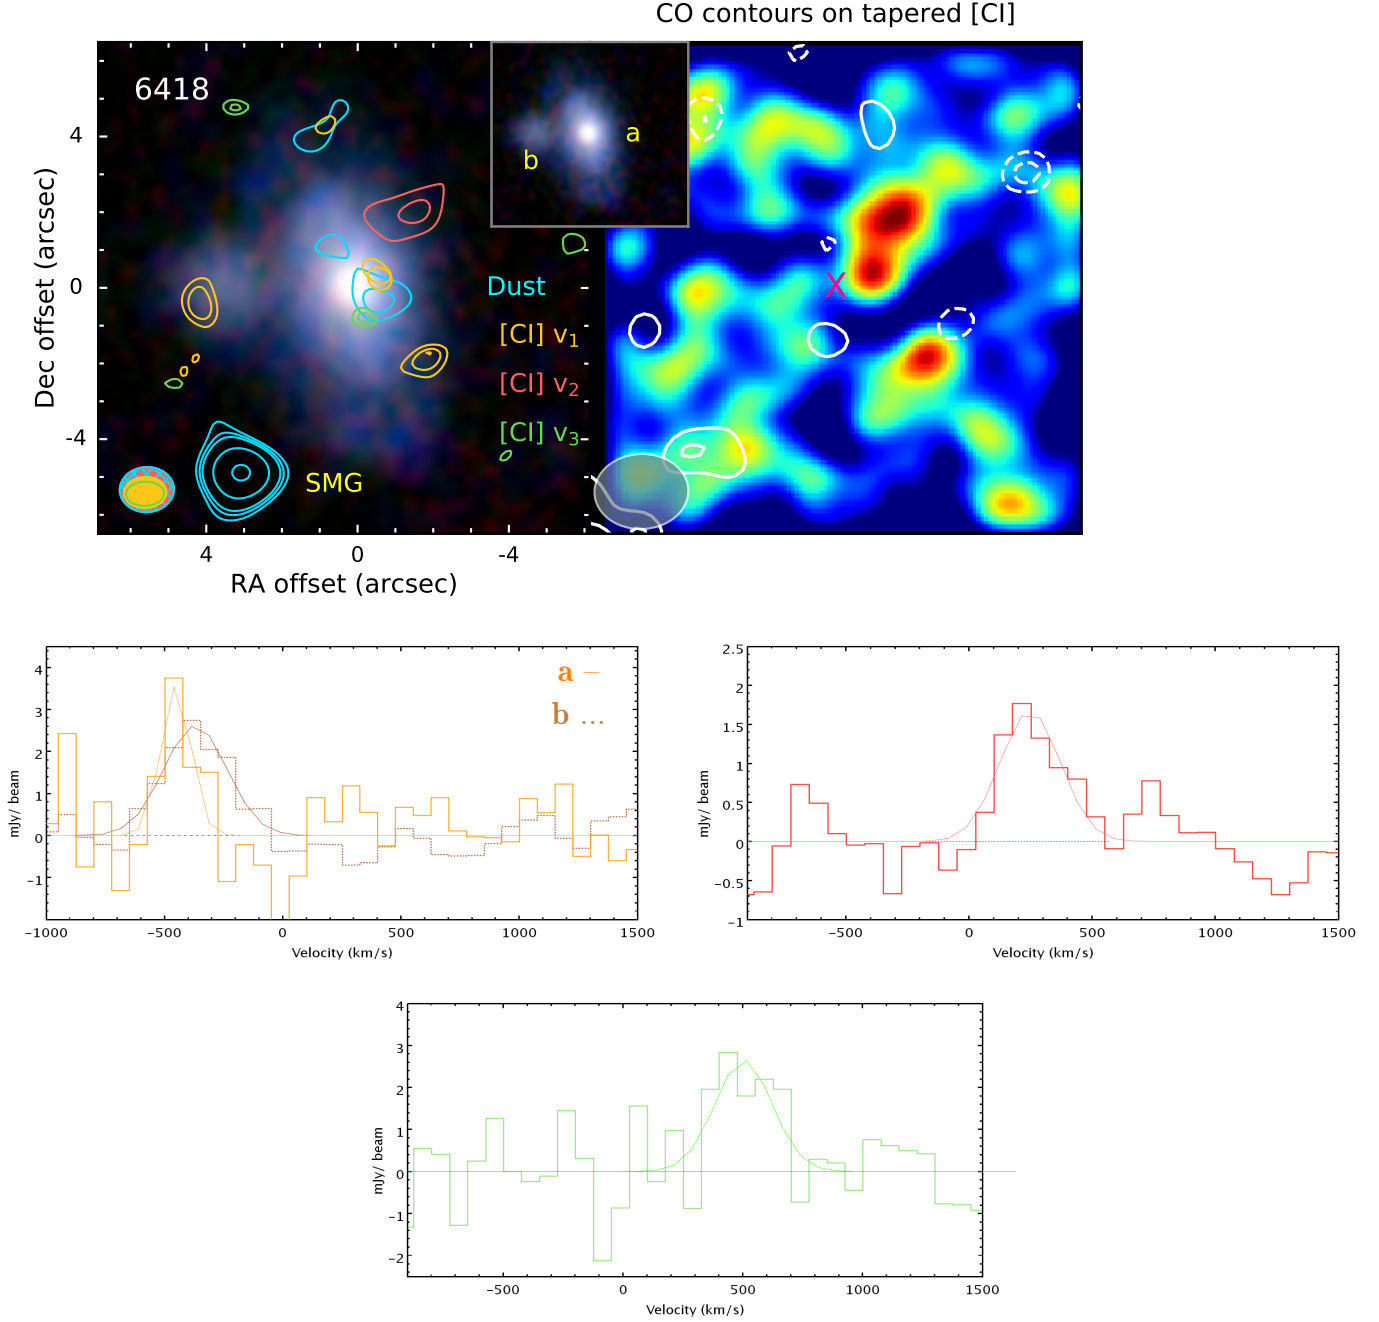 CO contours on tapered [CI]
6418
a
b
4
0
-4
Dec offset (arcsec)
Dust
[CI] v1
[CI] v2
[CI] v3
SMG
X
4
0
-4
RA offset (arcsec)
a —
b ...
4
3
2
1
0
−1
mJy/ beam
−1000
−500
0
500
1000
1500
Velocity (km/s)
2.5
2
1.5
1
0.5
0
−0.5
−1
mJy/ beam
−500
0
500
1000
1500
Velocity (km/s)
4
3
2
1
0
−1
−2
mJy/ beam
−500
0
500
1000
1500
Velocity (km/s)